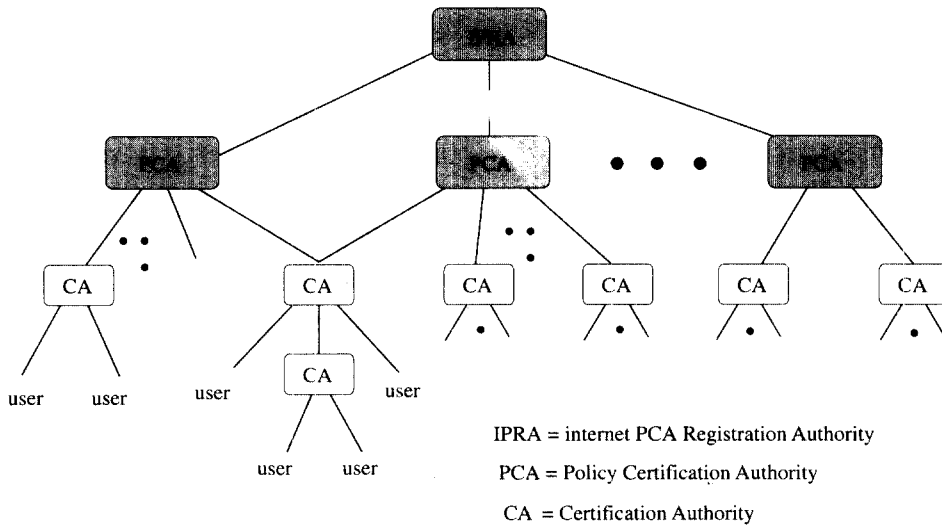 IPRA
PCA PCA PCA
CA CA CA CA CA CA
CA
user user user user
user user
IPRA = internet PCA Registration Authority
PCA = Policy Certification Authority
CA = Certification Authority